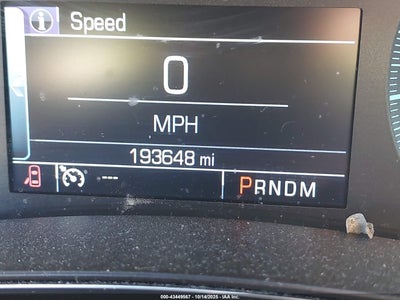 Speed
0
MPH
193648 mi
--- PRNDM
000-43449567 - 10/14/2025 - IAA Inc.